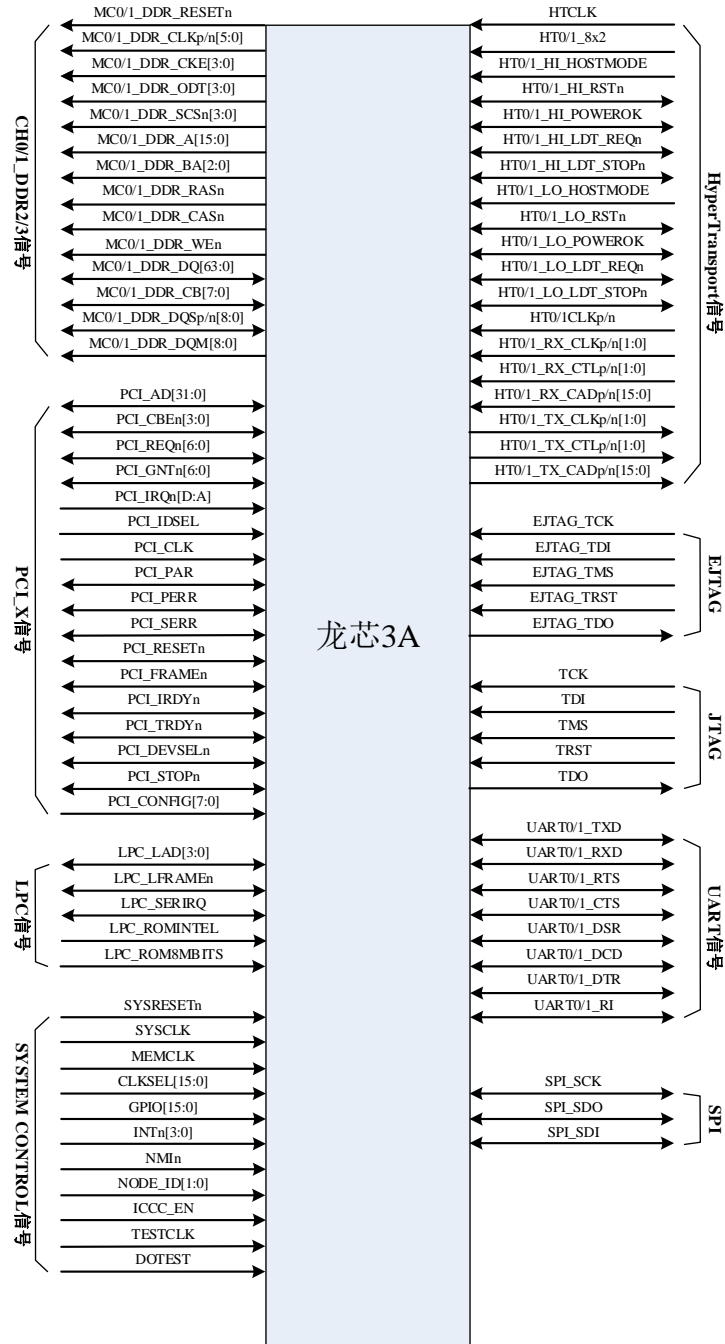 CH0/1_DDR2/3信号
MC0/1_DDR_RESETn
MC0/1_DDR_CLKp/n[5:0]
MC0/1_DDR_CKE[3:0]
MC0/1_DDR_ODT[3:0]
MC0/1_DDR_SCSn[3:0]
MC0/1_DDR_A[15:0]
MC0/1_DDR_BA[2:0]
MC0/1_DDR_RASn
MC0/1_DDR_CASn
MC0/1_DDR_WEn
MC0/1_DDR_DQ[63:0]
MC0/1_DDR_CB[7:0]
MC0/1_DDR_DQSp/n[8:0]
MC0/1_DDR_DQM[8:0]
PCI_X信号
PCI_AD[31:0]
PCI_CBEn[3:0]
PCI_REQn[6:0]
PCI_GNTn[6:0]
PCI_IRQn[D:A]
PCI_IDSEL
PCI_CLK
PCI_PAR
PCI_PERR
PCI_SERR
PCI_RESETn
PCI_FRAMEn
PCI_IRDYn
PCI_TRDYn
PCI_DEVSELn
PCI_STOPn
PCI_CONFIG[7:0]
LPC信号
LPC_LAD[3:0]
LPC_LFRAMEn
LPC_SERIRQ
LPC_ROMINTEL
LPC_ROM8MBITS
SYSTEM CONTROL信号
SYSRESETn
SYSCLK
MEMCLK
CLKSEL[15:0]
GPIO[15:0]
INTn[3:0]
NMIn
NODE_ID[1:0]
ICCC_EN
TESTCLK
DOTEST
龙芯3A
HTCLK
HT0/1_8x2
HT0/1_HI_HOSTMODE
HT0/1_HI_RSTn
HT0/1_HI_POWEROK
HT0/1_HI_LDT_REQn
HT0/1_HI_LDT_STOPn
HT0/1_LO_HOSTMODE
HT0/1_LO_RSTn
HT0/1_LO_POWEROK
HT0/1_LO_LDT_REQn
HT0/1_LO_LDT_STOPn
HT0/1CLKp/n
HT0/1_RX_CLKp/n[1:0]
HT0/1_RX_CTLp/n[1:0]
HT0/1_RX_CADp/n[15:0]
HT0/1_TX_CLKp/n[1:0]
HT0/1_TX_CTLp/n[1:0]
HT0/1_TX_CADp/n[15:0]
HyperTransport信号
EJTAG_TCK
EJTAG_TDI
EJTAG_TMS
EJTAG_TRST
EJTAG_TDO
EJTAG
TCK
TDI
TMS
TRST
TDO
JTAG
UART0/1_TXD
UART0/1_RXD
UART0/1_RTS
UART0/1_CTS
UART0/1_DSR
UART0/1_DCD
UART0/1_DTR
UART0/1_RI
UART信号
SPI_SCK
SPI_SDO
SPI_SDI
SPI